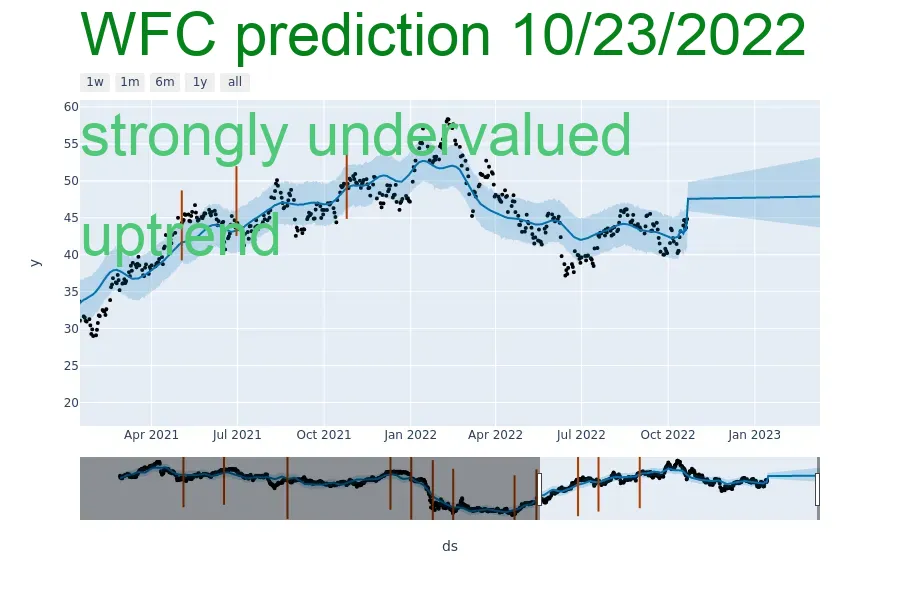 WFC prediction 10/23/2022
1w 1m 6m 1y all
60
strongly undervalued
55
50
45
uptrend
40
y
35
30
25
20
Apr 2021 Jul 2021 Oct 2021 Jan 2022 Apr 2022 Jul 2022 Oct 2022 Jan 2023
ds